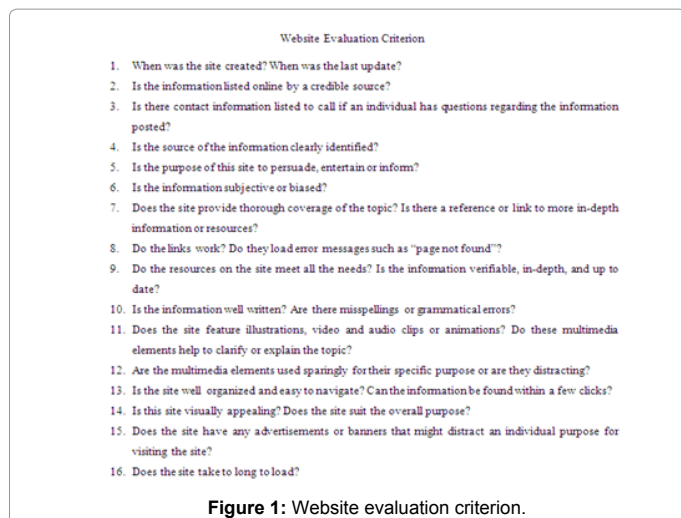 Website Evaluation Criterion
1. When was the site created? When was the last update?
2. Is the information listed online by a credible source?
3. Is there contact information listed to call if an individual has questions regarding the information
posted?
4. Is the source of the information clearly identified?
5. Is the purpose of this site to persuade, entertain or inform?
6. Is the information subjective or biased?
7. Does the site provide thorough coverage of the topic? Is there a reference or link to more in-depth
information or resources?
8. Do the links work? Do they load error messages such as “page not found”?
9. Do the resources on the site meet all the needs? Is the information verifiable, in-depth, and up to
date?
10. Is the information well written? Are there misspellings or grammatical errors?
11. Does the site feature illustrations, video and audio clips or animations? Do these multimedia
elements help to clarify or explain the topic?
12. Are the multimedia elements used sparingly for their specific purpose or are they distracting?
13. Is the site well organized and easy to navigate? Can the information be found within a few clicks?
14. Is this site visually appealing? Does the site suit the overall purpose?
15. Does the site have any advertisements or banners that might distract an individual purpose for
visiting the site?
16. Does the site take to long to load?
Figure 1: Website evaluation criterion.